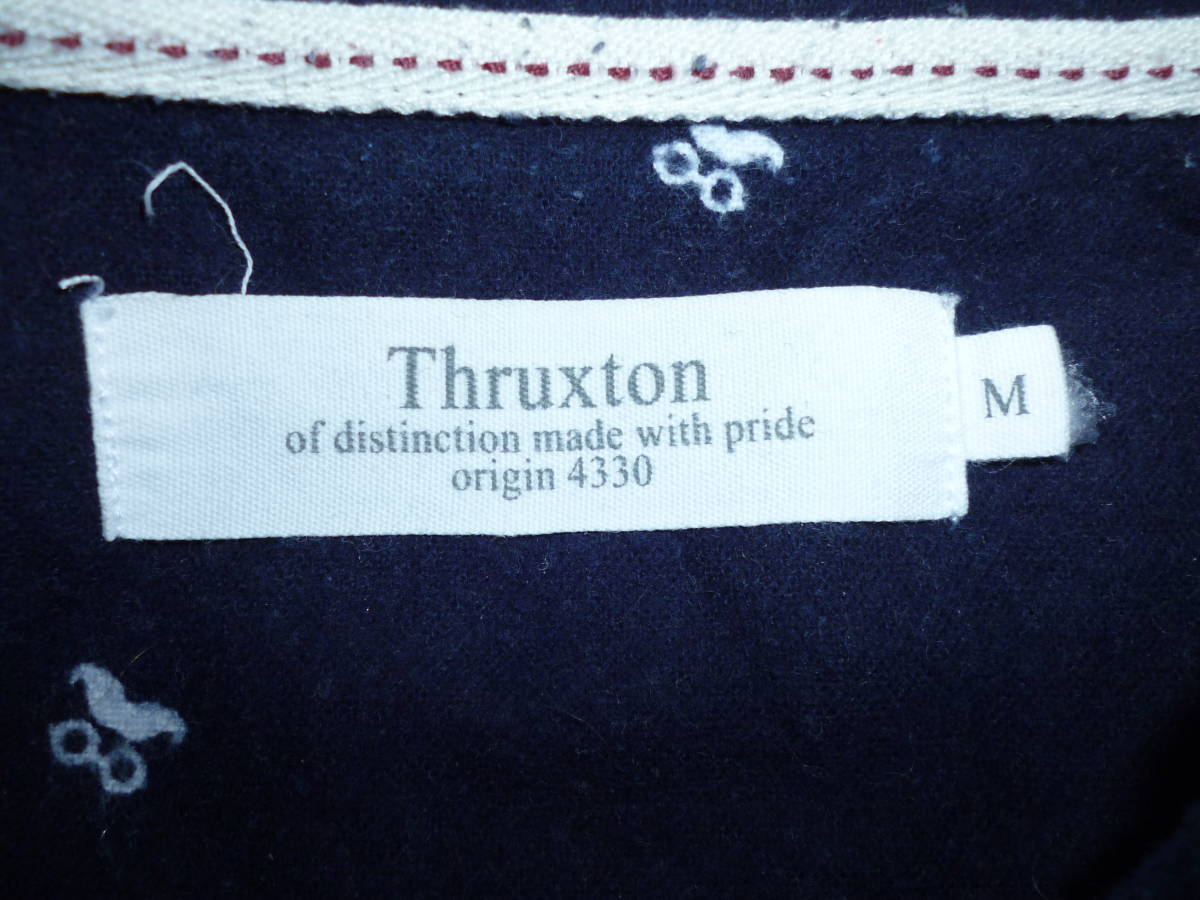 Thruxton
of distinction made with pride
origin 4330
M